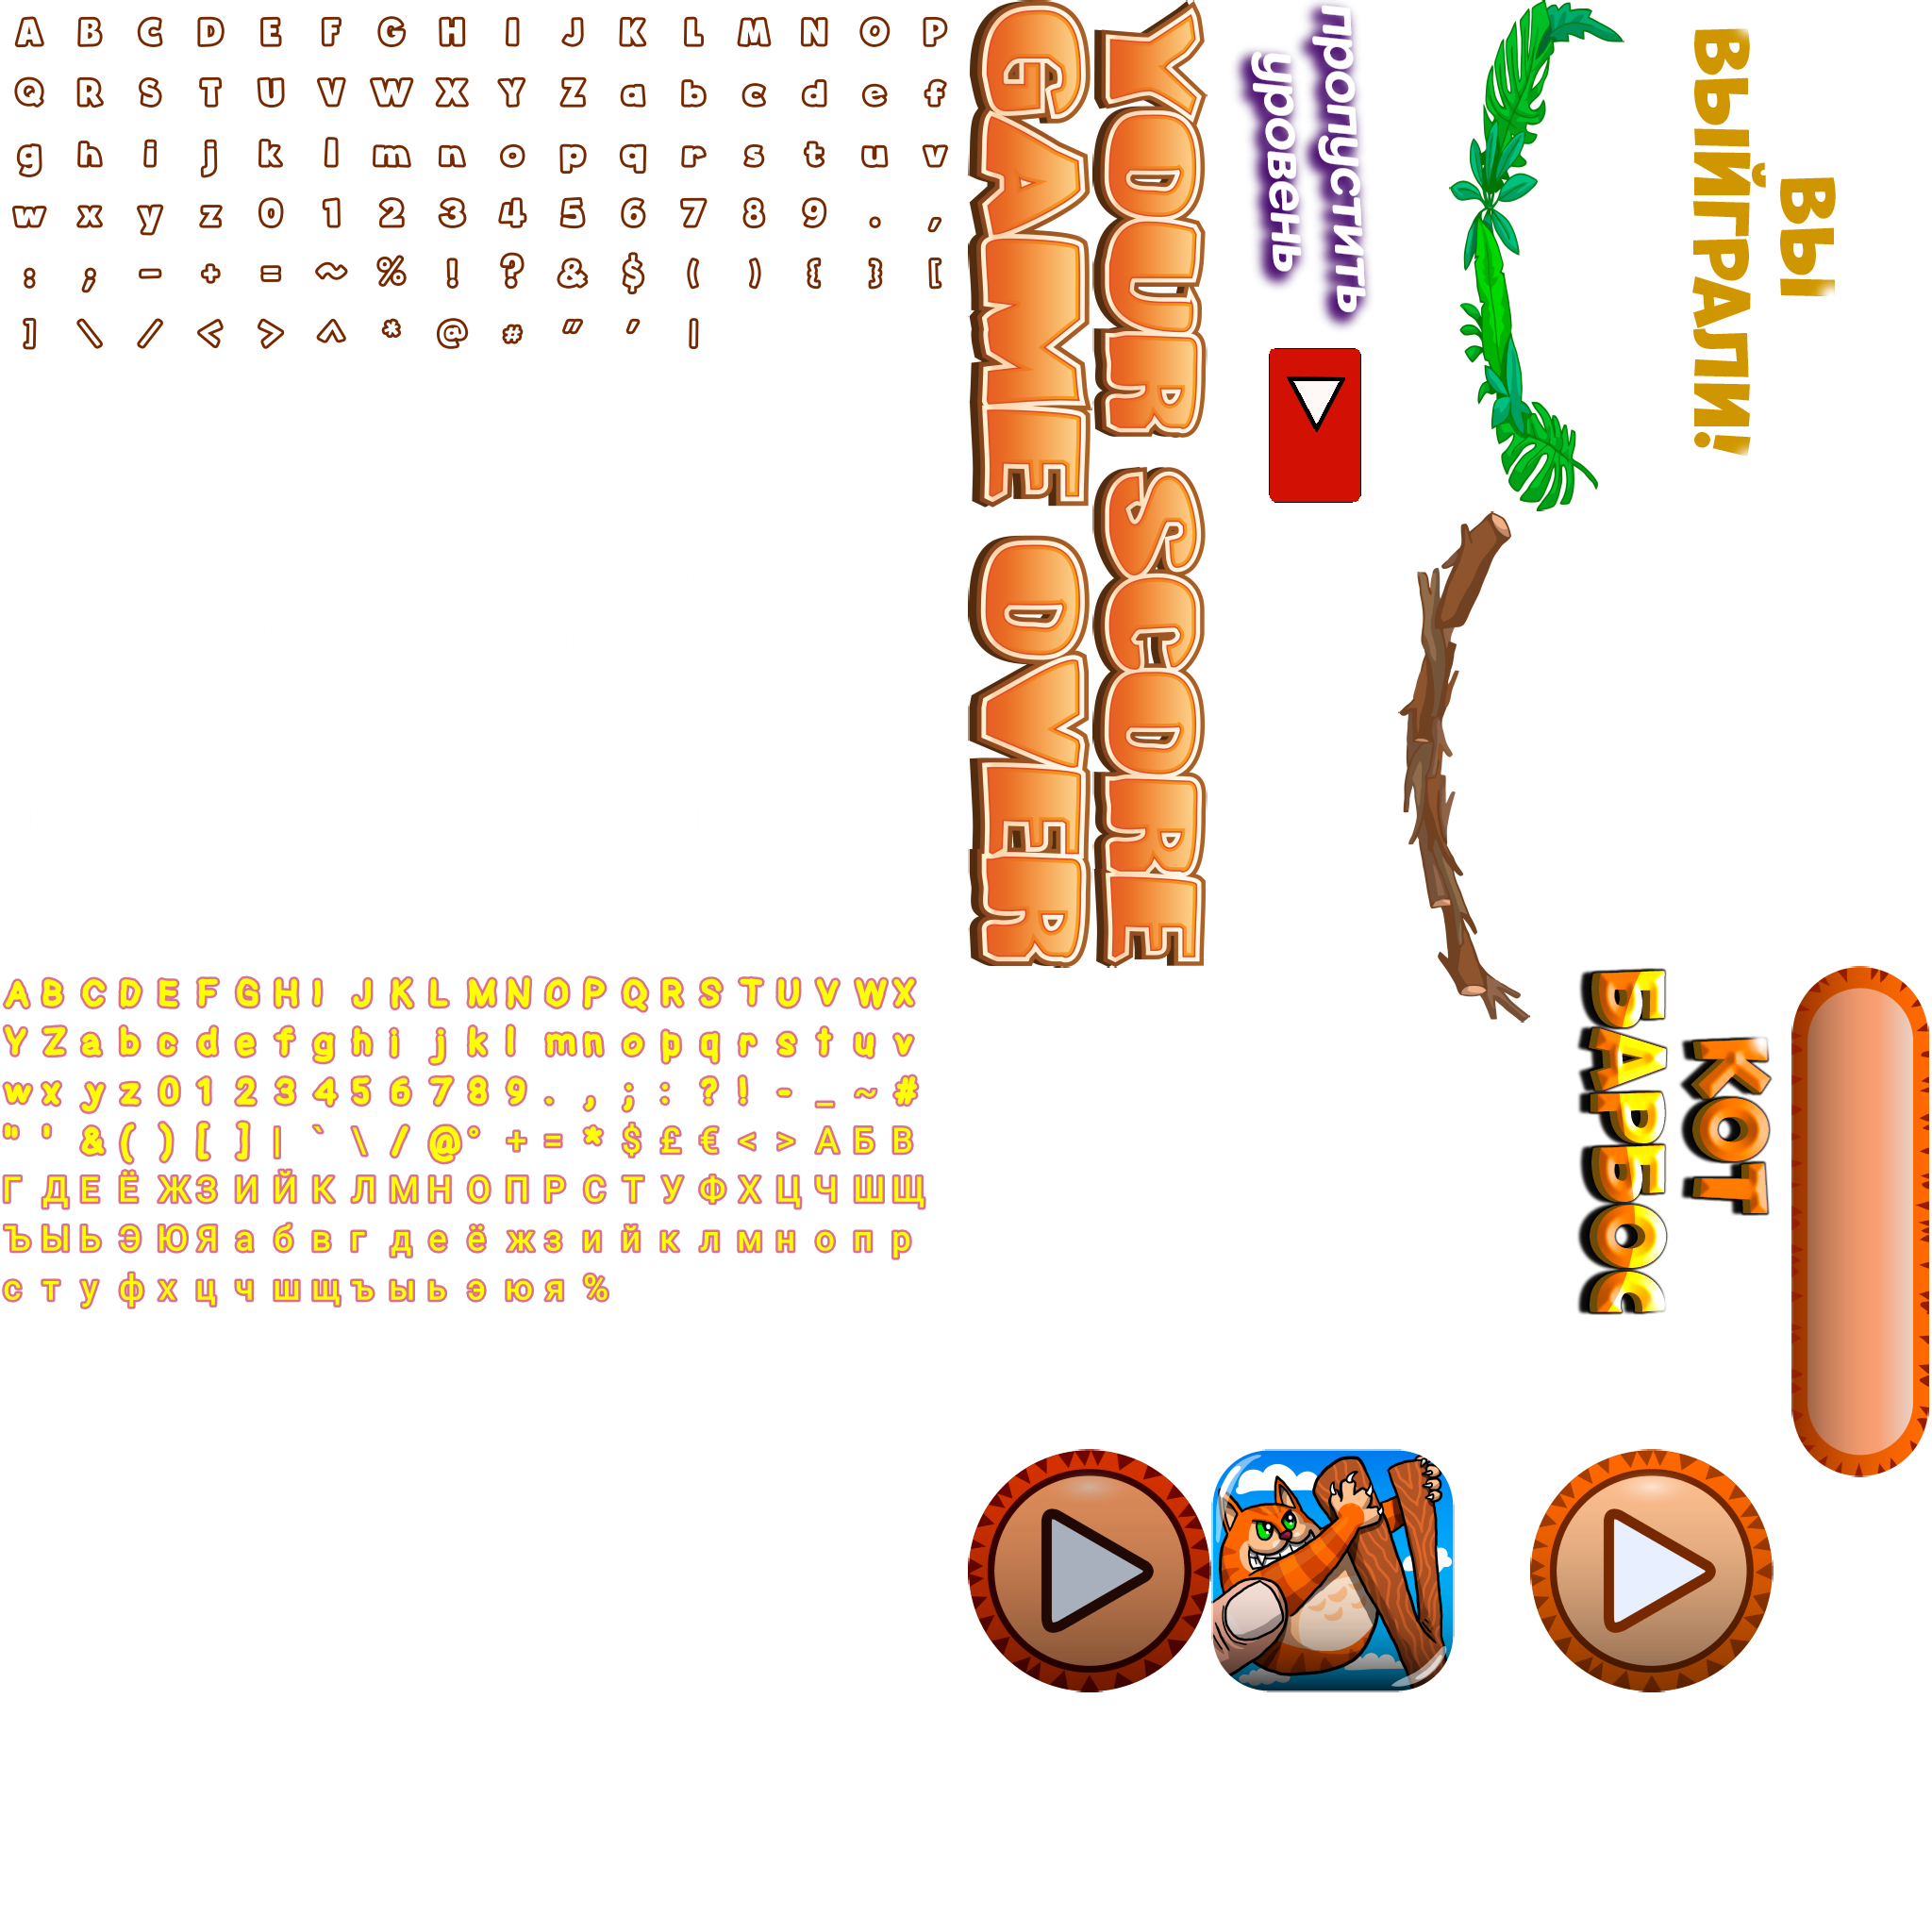 A B C D E F G H I J K L M N O P
Q R S T U V W X Y Z a b c d e f
g h i j k l m n o p q r s t u v
w x y z 0 1 2 3 4 5 6 7 8 9 . ,
: ; - + = ~ % ! ? & $ ( ) { } [
] \ / < > ^ * @ # " ' |
YOUR SCORE
GAME OVER
пропустить
уровень
ВЫ
ВЫЙГРАЛИ!
A B C D E F G H I J K L M N O P Q R S T U V W X
Y Z a b c d e f g h i j k l m n o p q r s t u v
w x y z 0 1 2 3 4 5 6 7 8 9 . , ; : ? ! - _ ~ #
" ' & ( ) [ ] | ` \ / @ ° + = * $ £ € < > А Б В
Г Д Е Ё Ж З И Й К Л М Н О П Р С Т У Ф Х Ц Ч Ш Щ
Ъ Ы Ь Э Ю Я а б в г д е ё ж з и й к л м н о п р
с т у ф х ц ч ш щ ъ ы ь э ю я %
КОТ
БАРБОС